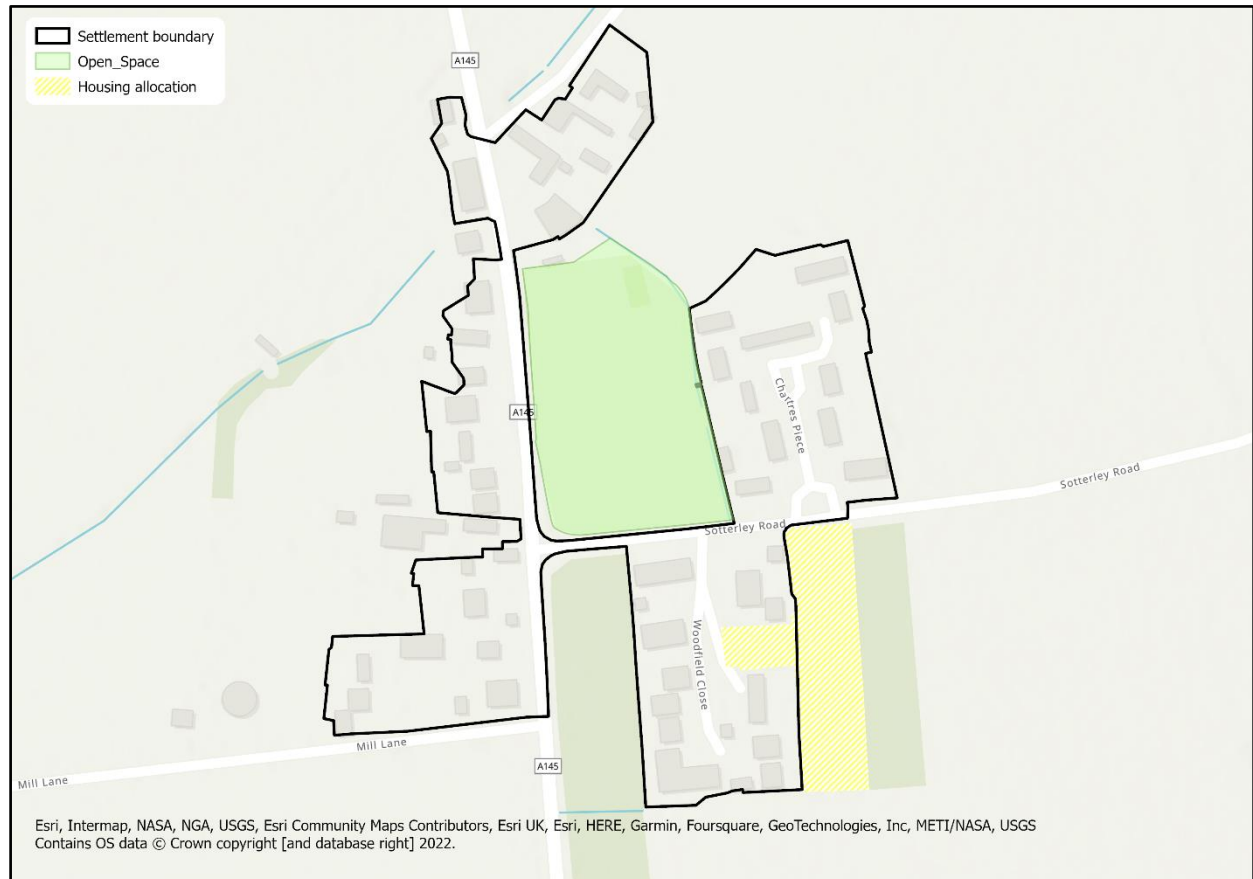 Settlement boundary
Open_Space
Housing allocation
A145
A145
Chartres Piece
Sotterley Road
Sotterley Road
Woodfield Close
Mill Lane
Mill Lane
A145
Esri, Intermap, NASA, NGA, USGS, Esri Community Maps Contributors, Esri UK, Esri, HERE, Garmin, Foursquare, GeoTechnologies, Inc, METI/NASA, USGS
Contains OS data © Crown copyright [and database right] 2022.